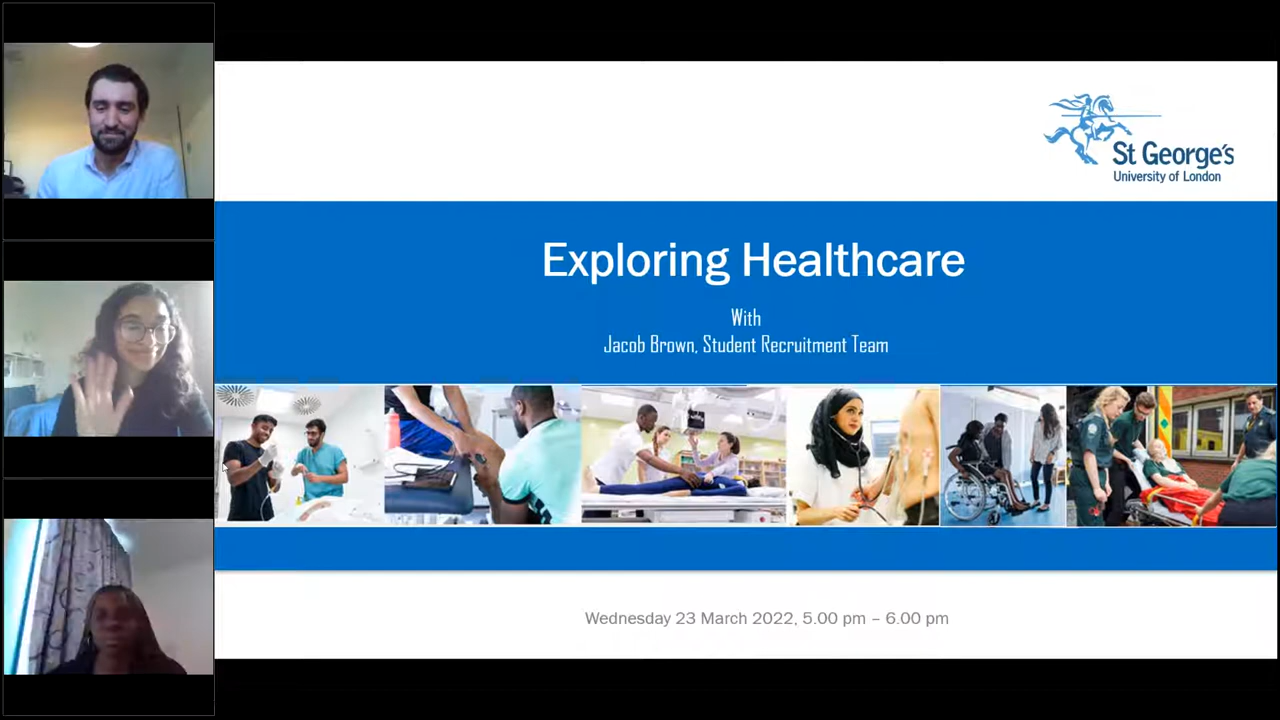 St George's
University of London
Exploring Healthcare
With
Jacob Brown, Student Recruitment Team
Wednesday 23 March 2022, 5.00 pm – 6.00 pm